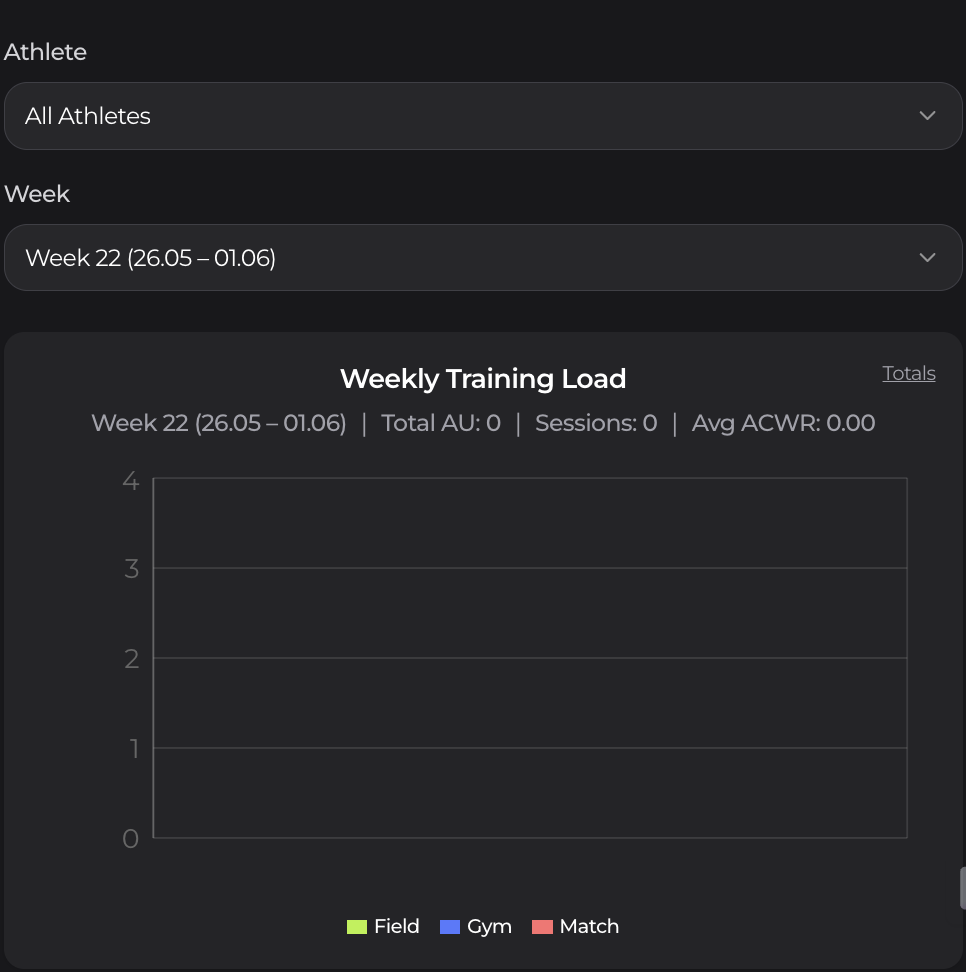 Athlete
All Athletes
Week
Week 22 (26.05 – 01.06)
Weekly Training Load
Totals
Week 22 (26.05 – 01.06) | Total AU: 0 | Sessions: 0 | Avg ACWR: 0.00
4
3
2
1
0
Field Gym Match